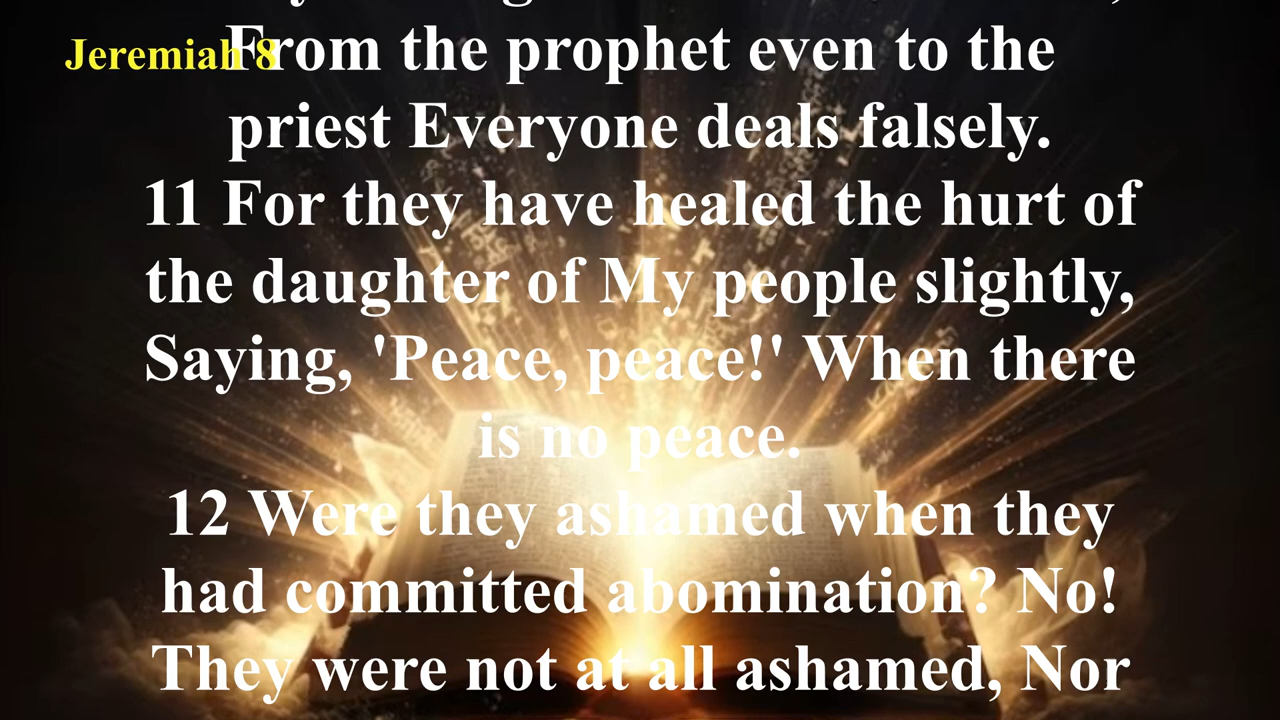 Jeremiah 8
From the prophet even to the
priest Everyone deals falsely.
11 For they have healed the hurt of
the daughter of My people slightly,
Saying, 'Peace, peace!' When there
is no peace.
12 Were they ashamed when they
had committed abomination? No!
They were not at all ashamed, Nor